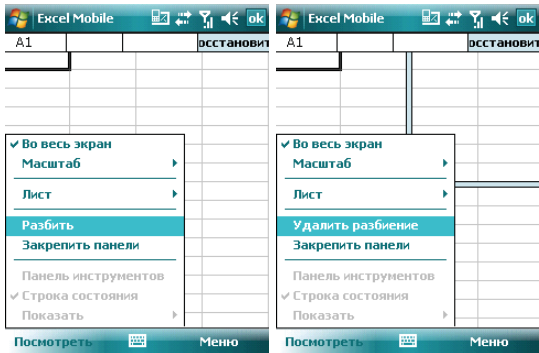 Excel Mobile ok
A1 осстановит
Во весь экран
Масштаб
Лист
Разбить
Закрепить панели
Панель инструментов
Строка состояния
Показать
Посмотреть Меню
Excel Mobile ok
A1 осстановит
Во весь экран
Масштаб
Лист
Удалить разбиение
Закрепить панели
Панель инструментов
Строка состояния
Показать
Посмотреть Меню